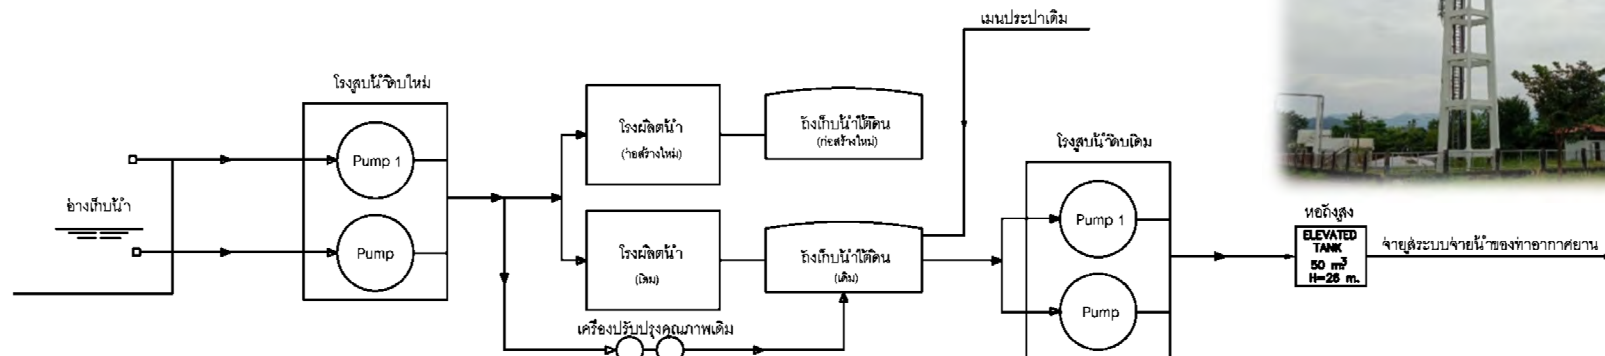 เมนประปาเดิม
โรงสูบน้ำดิบใหม่
Pump 1
Pump
อ่างเก็บน้ำ
โรงผลิตน้ำ
(ก่อสร้างใหม่)
ถังเก็บน้ำใต้ดิน
(ก่อสร้างใหม่)
โรงผลิตน้ำ
(เดิม)
ถังเก็บน้ำใต้ดิน
(เดิม)
เครื่องปรับปรุงคุณภาพเดิม
โรงสูบน้ำดิบเดิม
Pump 1
Pump
หอถังสูง
ELEVATED
TANK
50 m³
H=26 m.
จ่ายสู่ระบบจ่ายน้ำของท่าอากาศยาน